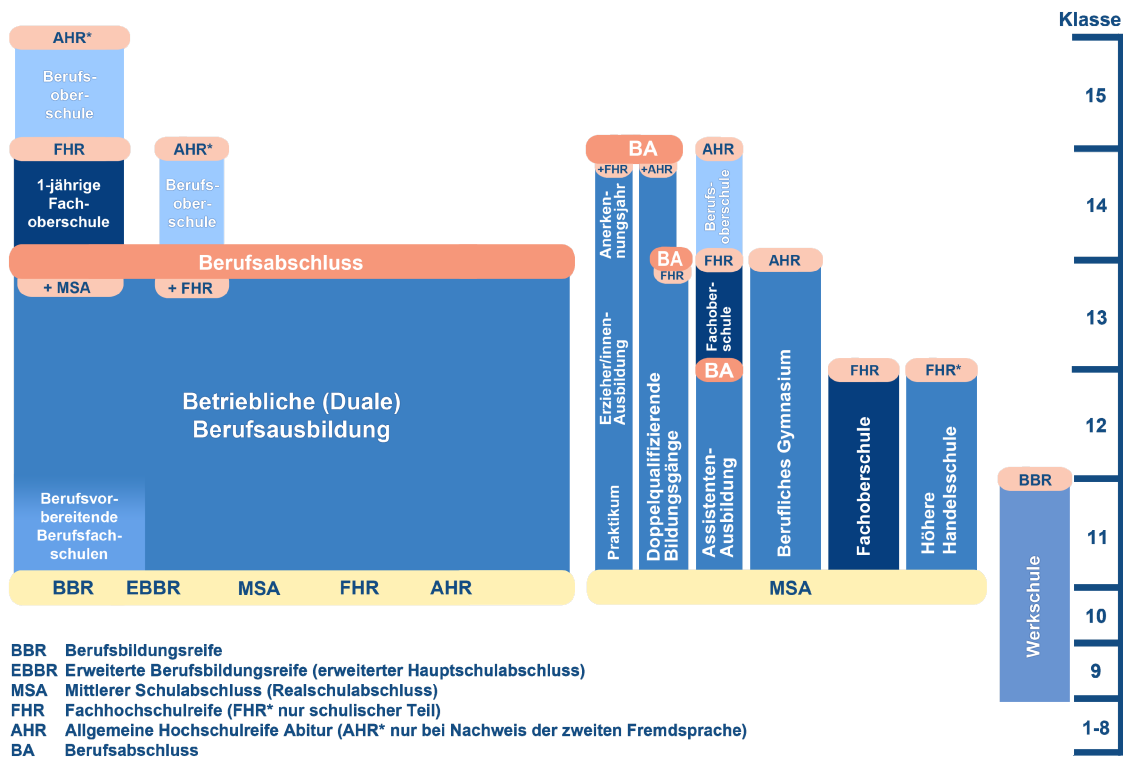 Klasse
AHR*
Berufs-
ober-
schule
15
FHR
AHR*
BA
AHR
+FHR
+AHR
1-jährige
Fach-
oberschule
Berufs-
ober-
schule
Anerken-
nungsjahr
Berufs-
oberschule
14
Berufsabschluss
BA
FHR
FHR
AHR
+ MSA
+ FHR
Erzieher/innen-
Ausbildung
Fachober-
schule
13
BA
FHR
FHR*
Betriebliche (Duale)
Berufsausbildung
12
Berufsvor-
bereitende
Berufsfach-
schulen
Praktikum
Doppelqualifizierende
Bildungsgänge
Assistenten-
Ausbildung
Berufliches Gymnasium
Fachoberschule
Höhere
Handelsschule
BBR
11
BBR
EBBR
MSA
FHR
AHR
MSA
Werkschule
10
9
1-8
BBR Berufsbildungsreife
EBBR Erweiterte Berufsbildungsreife (erweiterter Hauptschulabschluss)
MSA Mittlerer Schulabschluss (Realschulabschluss)
FHR Fachhochschulreife (FHR* nur schulischer Teil)
AHR Allgemeine Hochschulreife Abitur (AHR* nur bei Nachweis der zweiten Fremdsprache)
BA Berufsabschluss